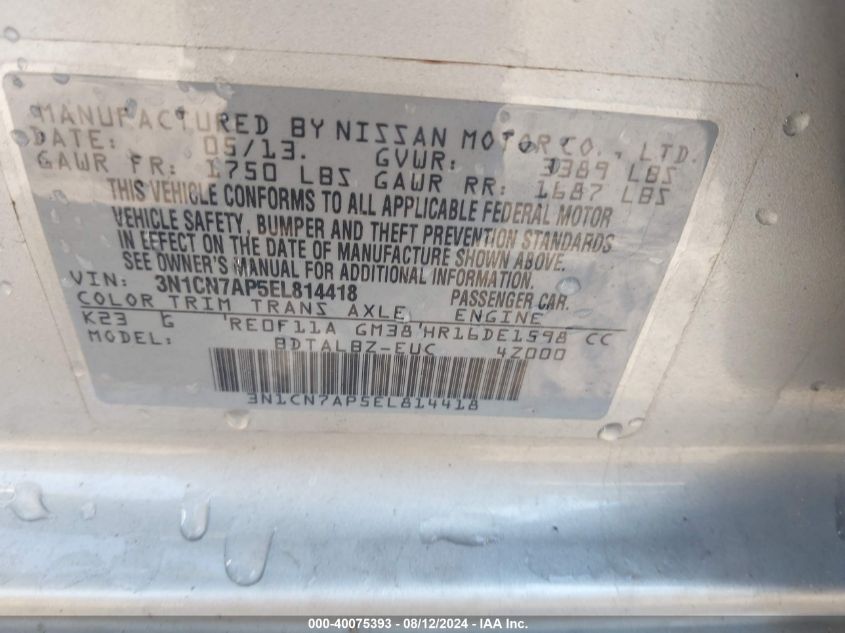 MANUFACTURED BY NISSAN MOTOR CO., LTD.
DATE: 05/13. GVWR: 3389 LBS
GAWR FR: 1750 LBS GAWR RR: 1687 LBS
THIS VEHICLE CONFORMS TO ALL APPLICABLE FEDERAL MOTOR
VEHICLE SAFETY, BUMPER AND THEFT PREVENTION STANDARDS
IN EFFECT ON THE DATE OF MANUFACTURE SHOWN ABOVE.
SEE OWNER'S MANUAL FOR ADDITIONAL INFORMATION.
VIN: 3N1CN7AP5EL814418 PASSENGER CAR.
COLOR TRIM TRANS AXLE ENGINE
K23 G 'RE0F11A GM38'HR16DE1598 CC
MODEL: BDTALBZ-EUC 4Z000
3N1CN7AP5EL814418
000-40075393 - 08/12/2024 - IAA Inc.